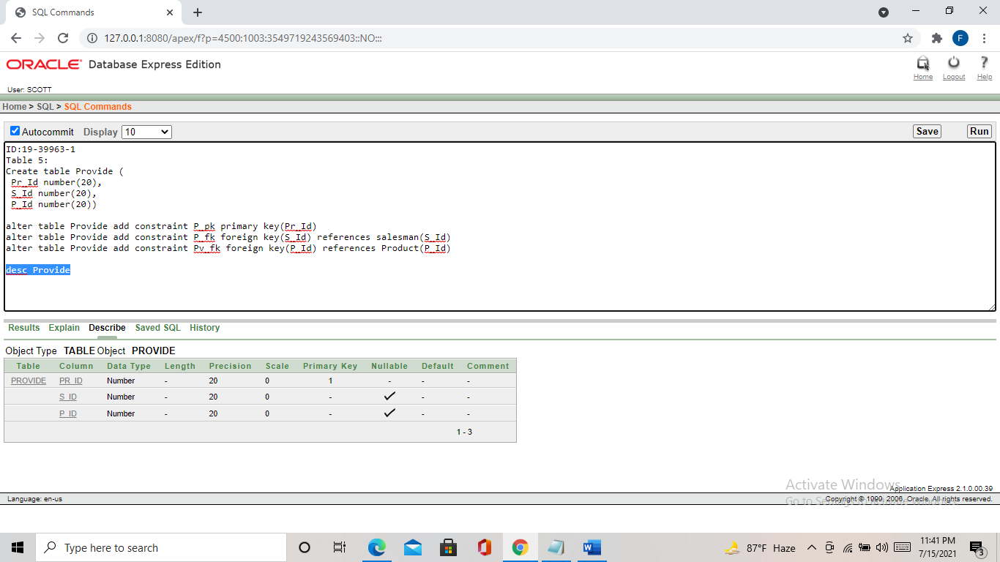 SQL Commands
127.0.0.1:8080/apex/f?p=4500:1003:3549719243569403::NO:::
F
ORACLE Database Express Edition
Home Logout Help
User: SCOTT
Home > SQL > SQL Commands
Autocommit Display 10 Save Run
ID:19-39963-1
Table 5:
Create table Provide (
Pr_Id number(20),
S_Id number(20),
P_Id number(20))
alter table Provide add constraint P_pk primary key(Pr_Id)
alter table Provide add constraint P_fk foreign key(S_Id) references salesman(S_Id)
alter table Provide add constraint Pv_fk foreign key(P_Id) references Product(P_Id)
desc Provide
Results Explain Describe Saved SQL History
Object Type TABLE Object PROVIDE
Table Column Data Type Length Precision Scale Primary Key Nullable Default Comment
PROVIDE PR_ID Number - 20 0 1 - - -
S_ID Number - 20 0 - - -
P_ID Number - 20 0 - - -
1 - 3
Activate Windows
Application Express 2.1.0.00.39
Language: en-us
Go to Settings to activate Windows.
Copyright © 1999, 2006, Oracle. All rights reserved.
Type here to search
87°F Haze
11:41 PM
7/15/2021
3